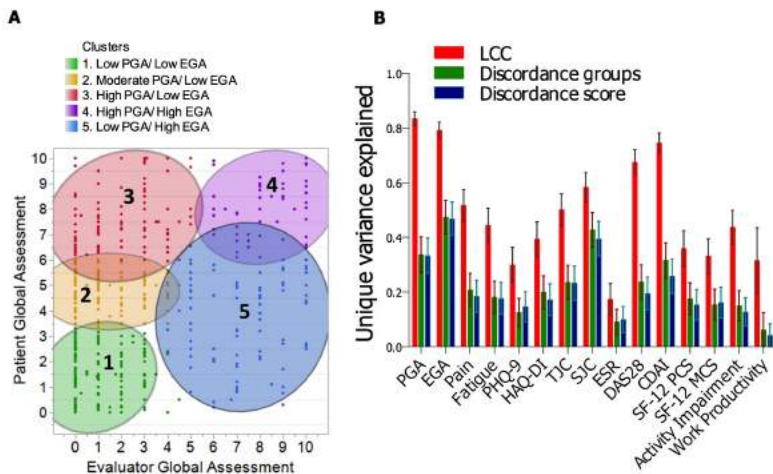 A
Clusters
1. Low PGA/ Low EGA
2. Moderate PGA/ Low EGA
3. High PGA/ Low EGA
4. High PGA/ High EGA
5. Low PGA/ High EGA
Patient Global Assessment
10
9
8
7
6
5
4
3
2
1
0
3
4
2
5
1
0 1 2 3 4 5 6 7 8 9 10
Evaluator Global Assessment
B
LCC
Discordance groups
Discordance score
Unique variance explained
1.0
0.8
0.6
0.4
0.2
0.0
PGA
EGA
Pain
Fatigue
PHQ-9
HAQ-DI
TJC
SJC
ESR
DAS28
CDAI
SF-12 PCS
SF-12 MCS
Activity Impairment
Work Productivity